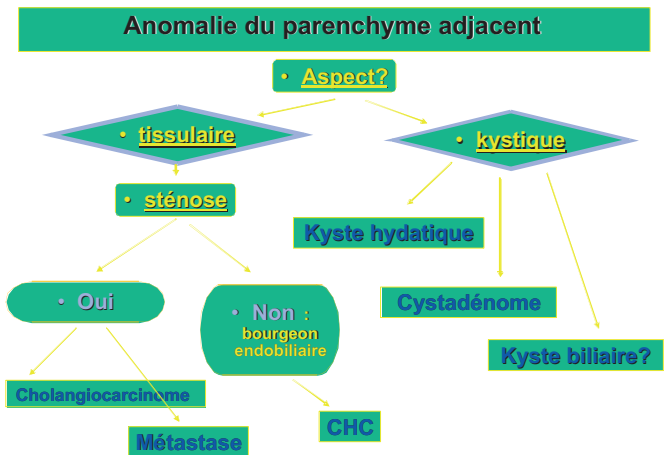 Anomalie du parenchyme adjacent
• Aspect?
• tissulaire
• kystique
• sténose
Kyste hydatique
• Oui
• Non :
bourgeon
endobiliaire
Cystadénome
Kyste biliaire?
Cholangiocarcinome
CHC
Métastase